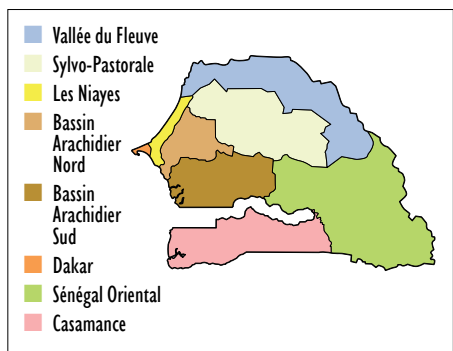 Vallée du Fleuve
Sylvo-Pastorale
Les Niayes
Bassin
Arachidier
Nord
Bassin
Arachidier
Sud
Dakar
Sénégal Oriental
Casamance